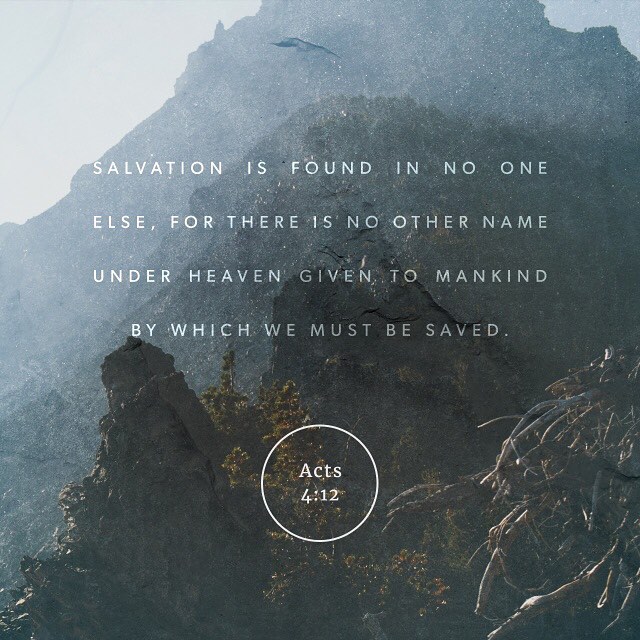 SALVATION IS FOUND IN NO ONE
ELSE, FOR THERE IS NO OTHER NAME
UNDER HEAVEN GIVEN TO MANKIND
BY WHICH WE MUST BE SAVED.
Acts
4:12